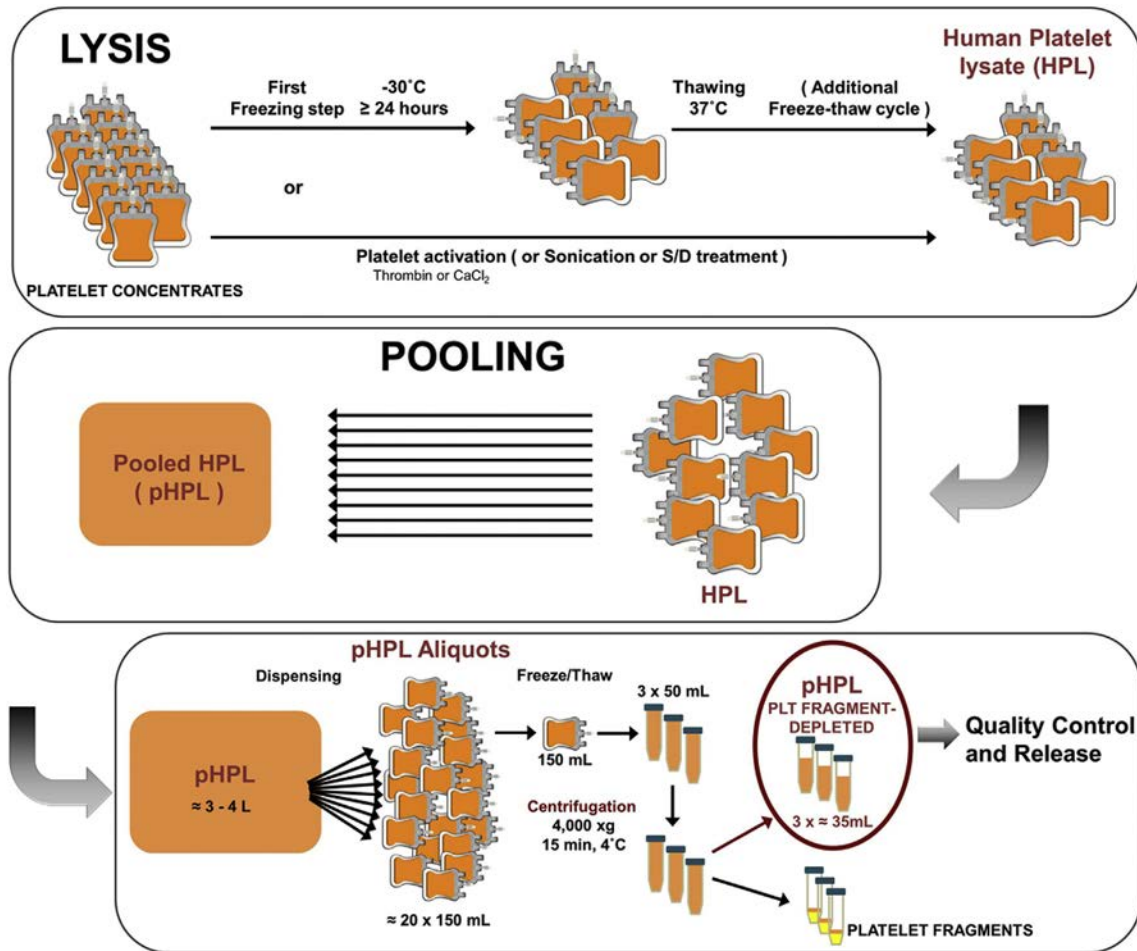 LYSIS
First
Freezing step
-30°C
≥ 24 hours
Thawing
37°C
( Additional
Freeze-thaw cycle )
Human Platelet
lysate (HPL)
or
Platelet activation ( or Sonication or S/D treatment )
Thrombin or CaCl₂
PLATELET CONCENTRATES
POOLING
Pooled HPL
( pHPL )
HPL
pHPL Aliquots
Dispensing
Freeze/Thaw
pHPL
≈ 3 - 4 L
≈ 20 x 150 mL
150 mL
3 x 50 mL
Centrifugation
4,000 xg
15 min, 4°C
pHPL
PLT FRAGMENT-
DEPLETED
3 x ≈ 35mL
PLATELET FRAGMENTS
Quality Control
and Release